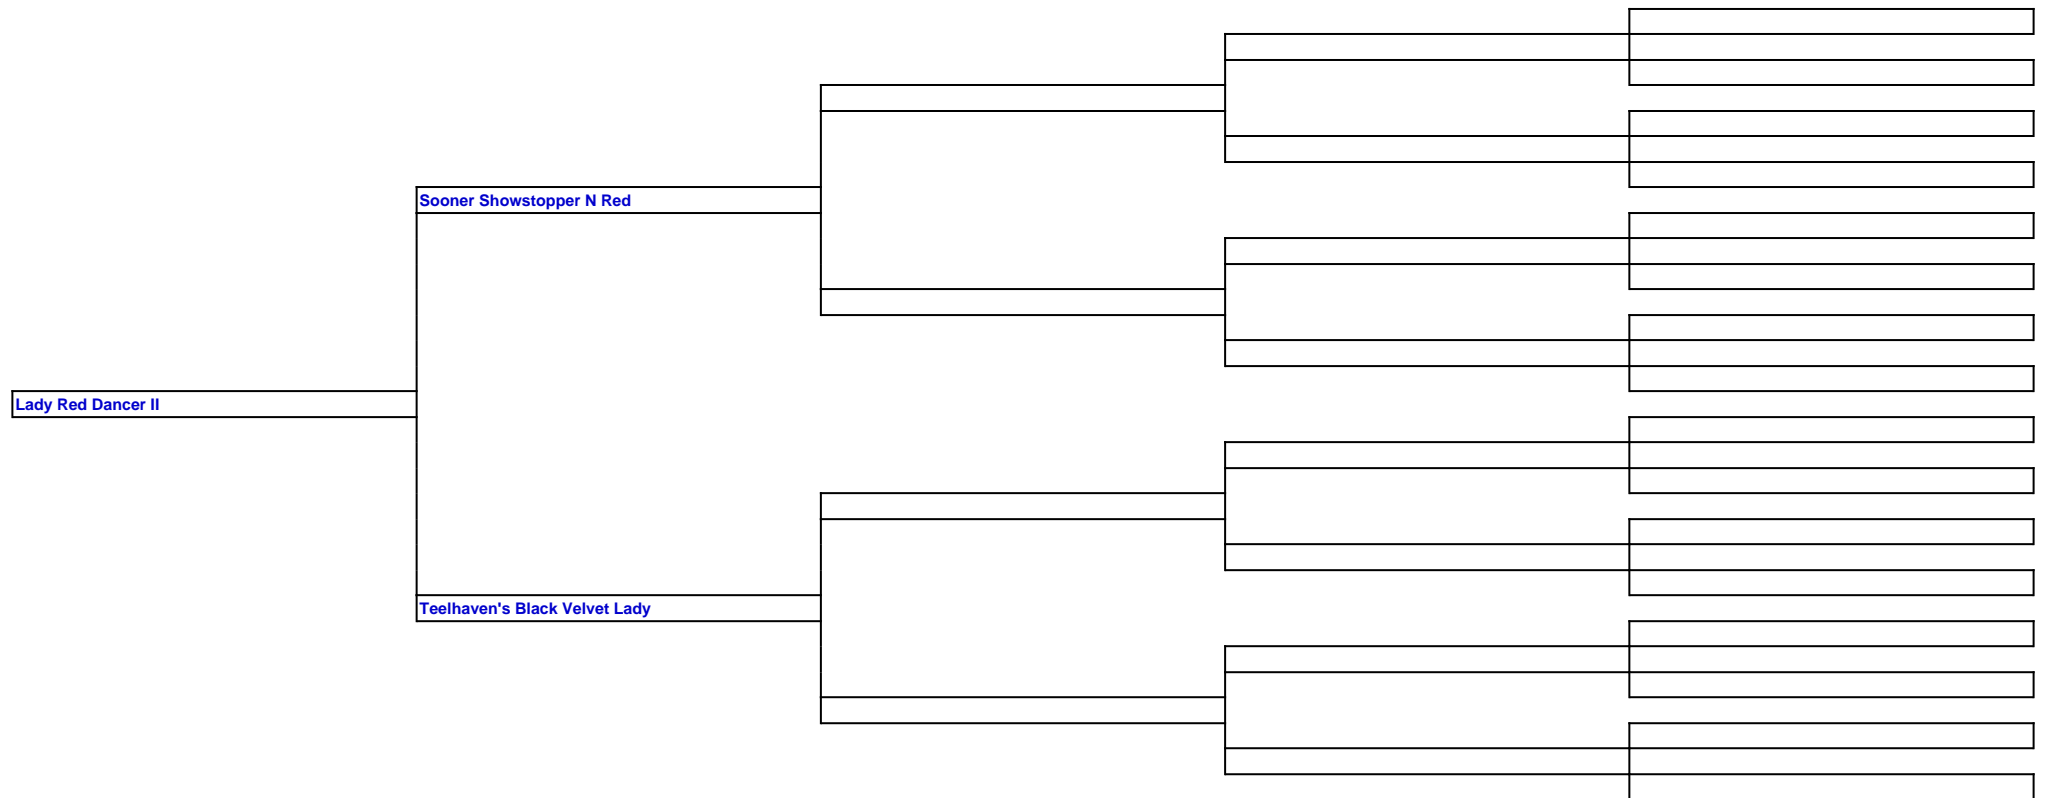 Sooner Showstopper N Red
Lady Red Dancer II
Teelhaven's Black Velvet Lady